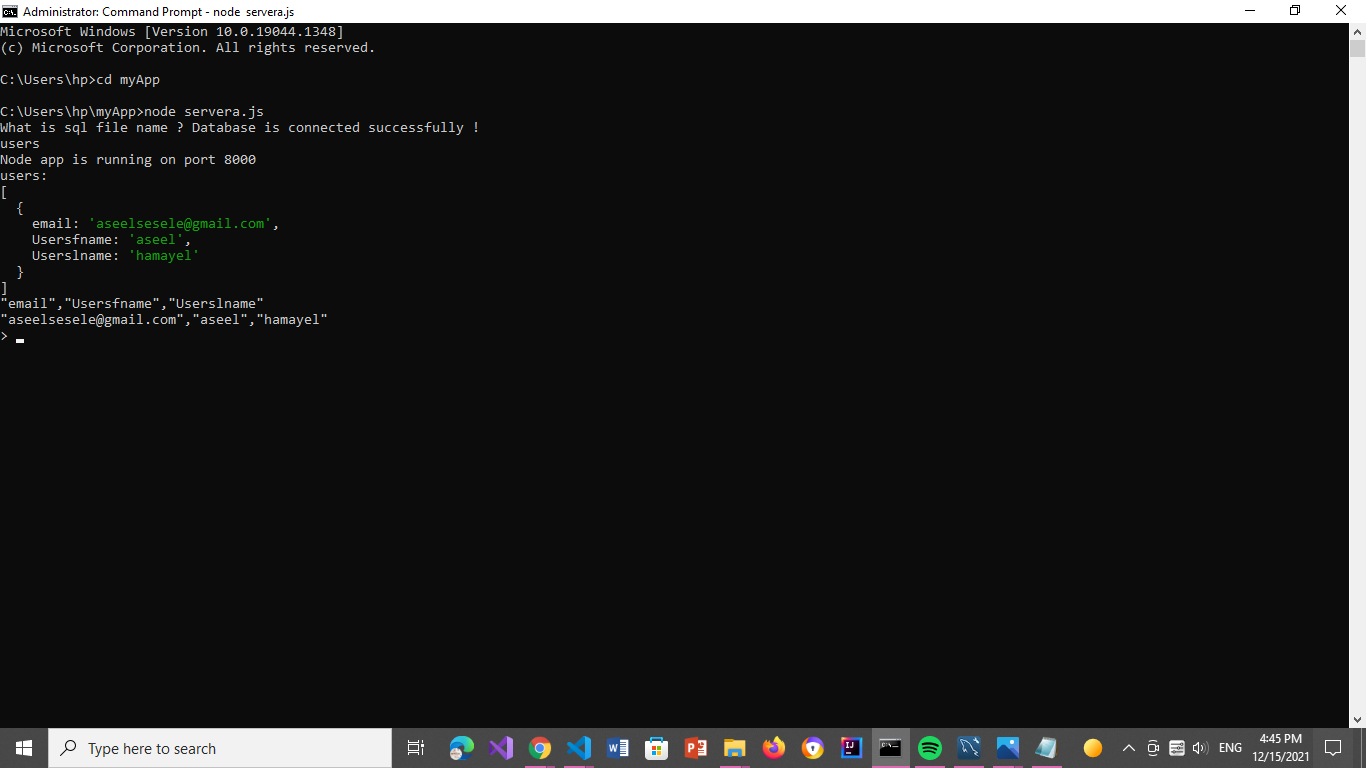 Administrator: Command Prompt - node servera.js
Microsoft Windows [Version 10.0.19044.1348]
(c) Microsoft Corporation. All rights reserved.
C:\Users\hp>cd myApp
C:\Users\hp\myApp>node servera.js
What is sql file name ? Database is connected successfully !
users
Node app is running on port 8000
users:
[
  {
    email: 'aseelsesele@gmail.com',
    Usersfname: 'aseel',
    Userslname: 'hamayel'
  }
]
"email","Usersfname","Userslname"
"aseelsesele@gmail.com","aseel","hamayel"
>
Type here to search
ENG
4:45 PM
12/15/2021